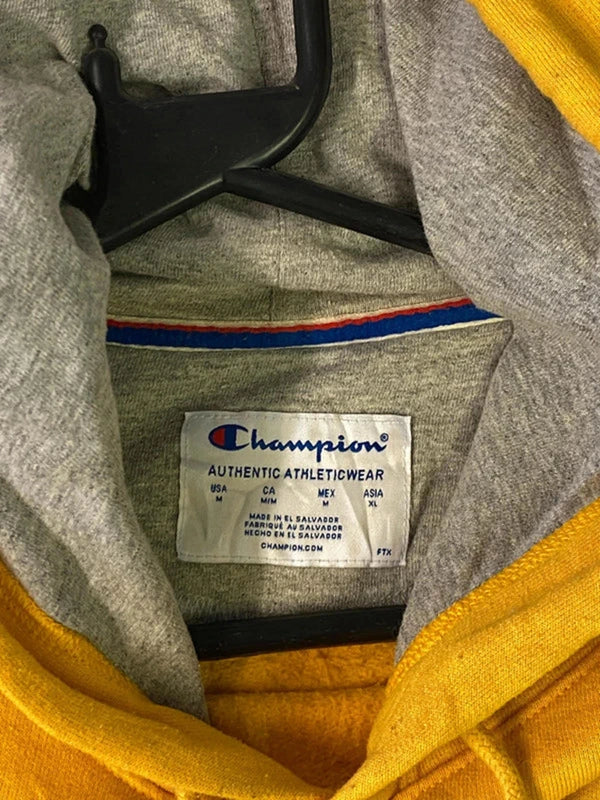 Champion®
AUTHENTIC ATHLETICWEAR
USA CA MEX ASIA
M M/M M XL
MADE IN EL SALVADOR
FABRIQUÉ AU SALVADOR
HECHO EN EL SALVADOR
CHAMPION.COM
FTX